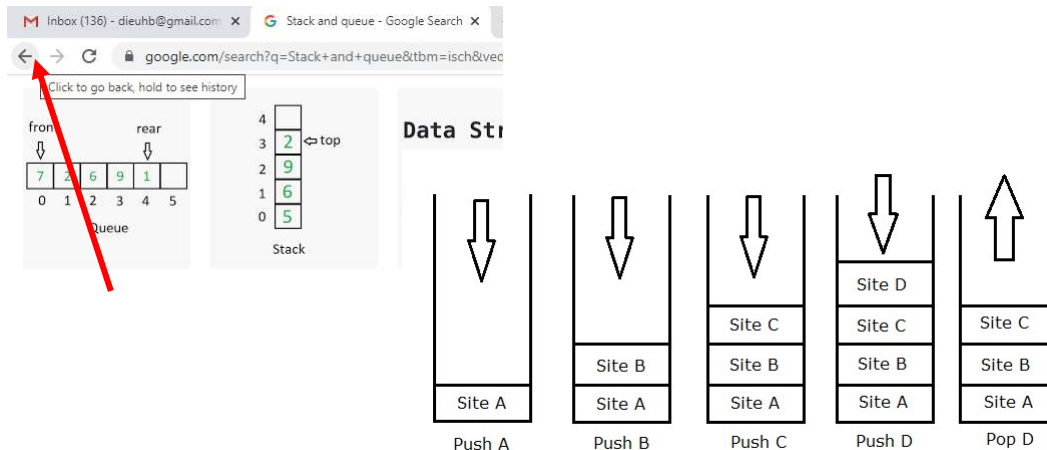 Inbox (136) - dieuhb@gmail.com
Stack and queue - Google Search
google.com/search?q=Stack+and+queue&tbm=isch&ved
Click to go back, hold to see history
front rear
7 2 6 9 1
0 1 2 3 4 5
Queue
4
3 2 top
2 9
1 6
0 5
Stack
Data Str
Site A
Push A
Site B
Site A
Push B
Site C
Site B
Site A
Push C
Site D
Site C
Site B
Site A
Push D
Site C
Site B
Site A
Pop D